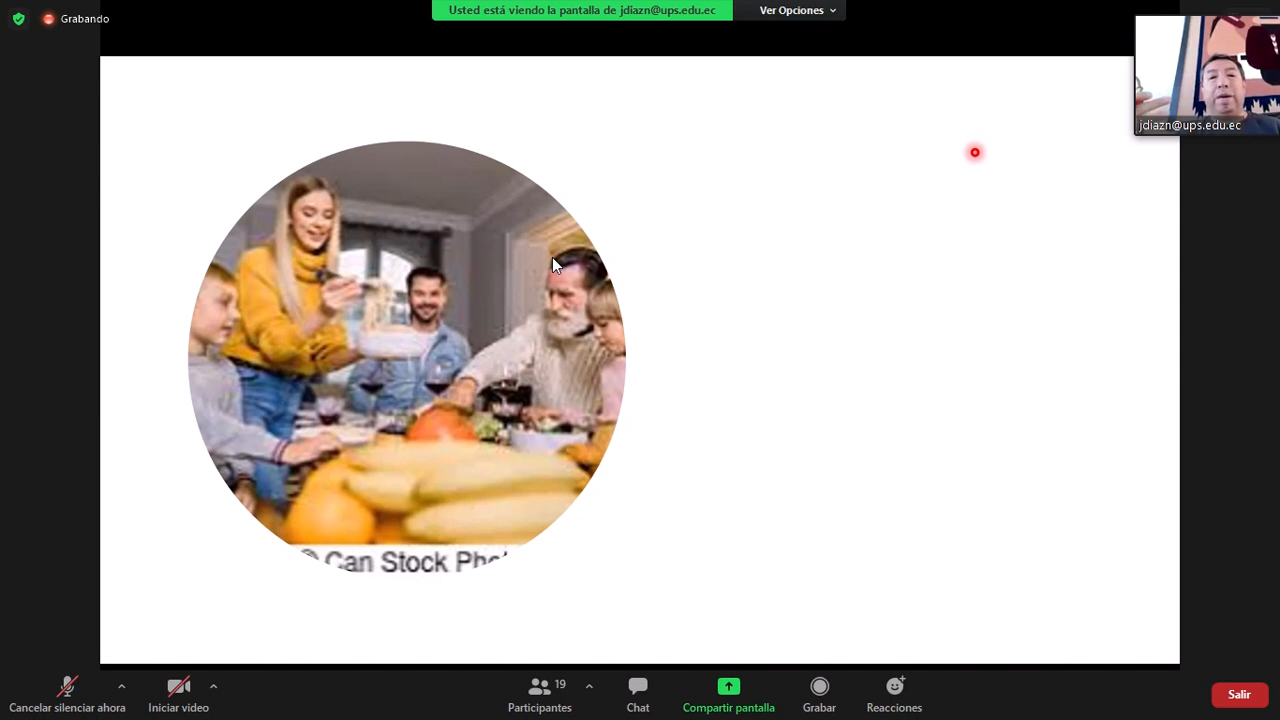 Grabando
Usted está viendo la pantalla de jdiazn@ups.edu.ec
Ver Opciones
jdiazn@ups.edu.ec
© Can Stock Pho
Cancelar silenciar ahora
Iniciar video
19
Participantes
Chat
Compartir pantalla
Grabar
Reacciones
Salir